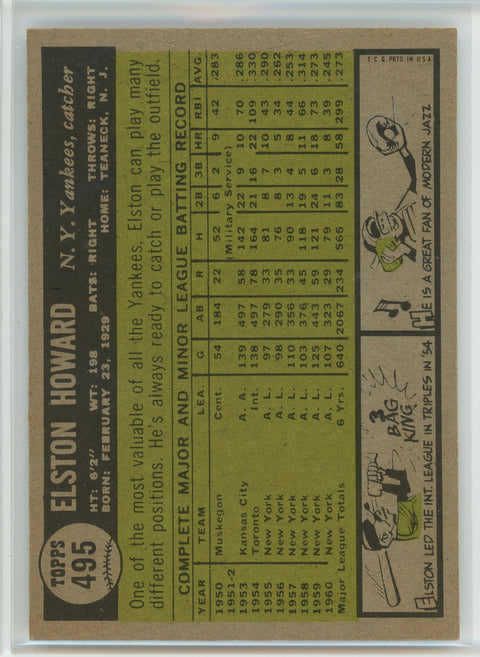 TOPPS
495
ELSTON HOWARD N. Y. Yankees, catcher
HT: 6'2" WT: 198 BATS: RIGHT THROWS: RIGHT
BORN: FEBRUARY 23, 1929 HOME: TEANECK, N. J.
One of the most valuable of all the Yankees, Elston can play many
different positions. He's always ready to catch or play the outfield.
COMPLETE MAJOR AND MINOR LEAGUE BATTING RECORD
YEAR TEAM LEA. G AB R H 2B 3B HR RBI AVG.
1950 Muskegon Cent. 54 184 22 52 6 2 9 42 .283
1951-2 (Military Service)
1953 Kansas City A. A. 139 497 58 142 22 9 10 70 .286
1954 Toronto Int. 138 497 78 164 21 16 22 109 .330
1955 New York A. L. 97 279 33 81 8 7 10 43 .290
1956 New York A. L. 98 290 35 76 8 3 5 34 .262
1957 New York A. L. 110 356 33 90 13 4 8 44 .253
1958 New York A. L. 103 376 45 118 19 5 11 66 .314
1959 New York A. L. 125 443 59 121 24 6 18 73 .273
1960 New York A. L. 107 323 29 79 11 3 6 39 .245
Major League Totals 6 Yrs. 640 2067 234 565 83 28 58 299 .273
3
BAG
KING
ELSTON LED THE INT. LEAGUE IN TRIPLES IN '54
HE IS A GREAT FAN OF MODERN JAZZ
T. C. G. PRTD IN U.S.A.